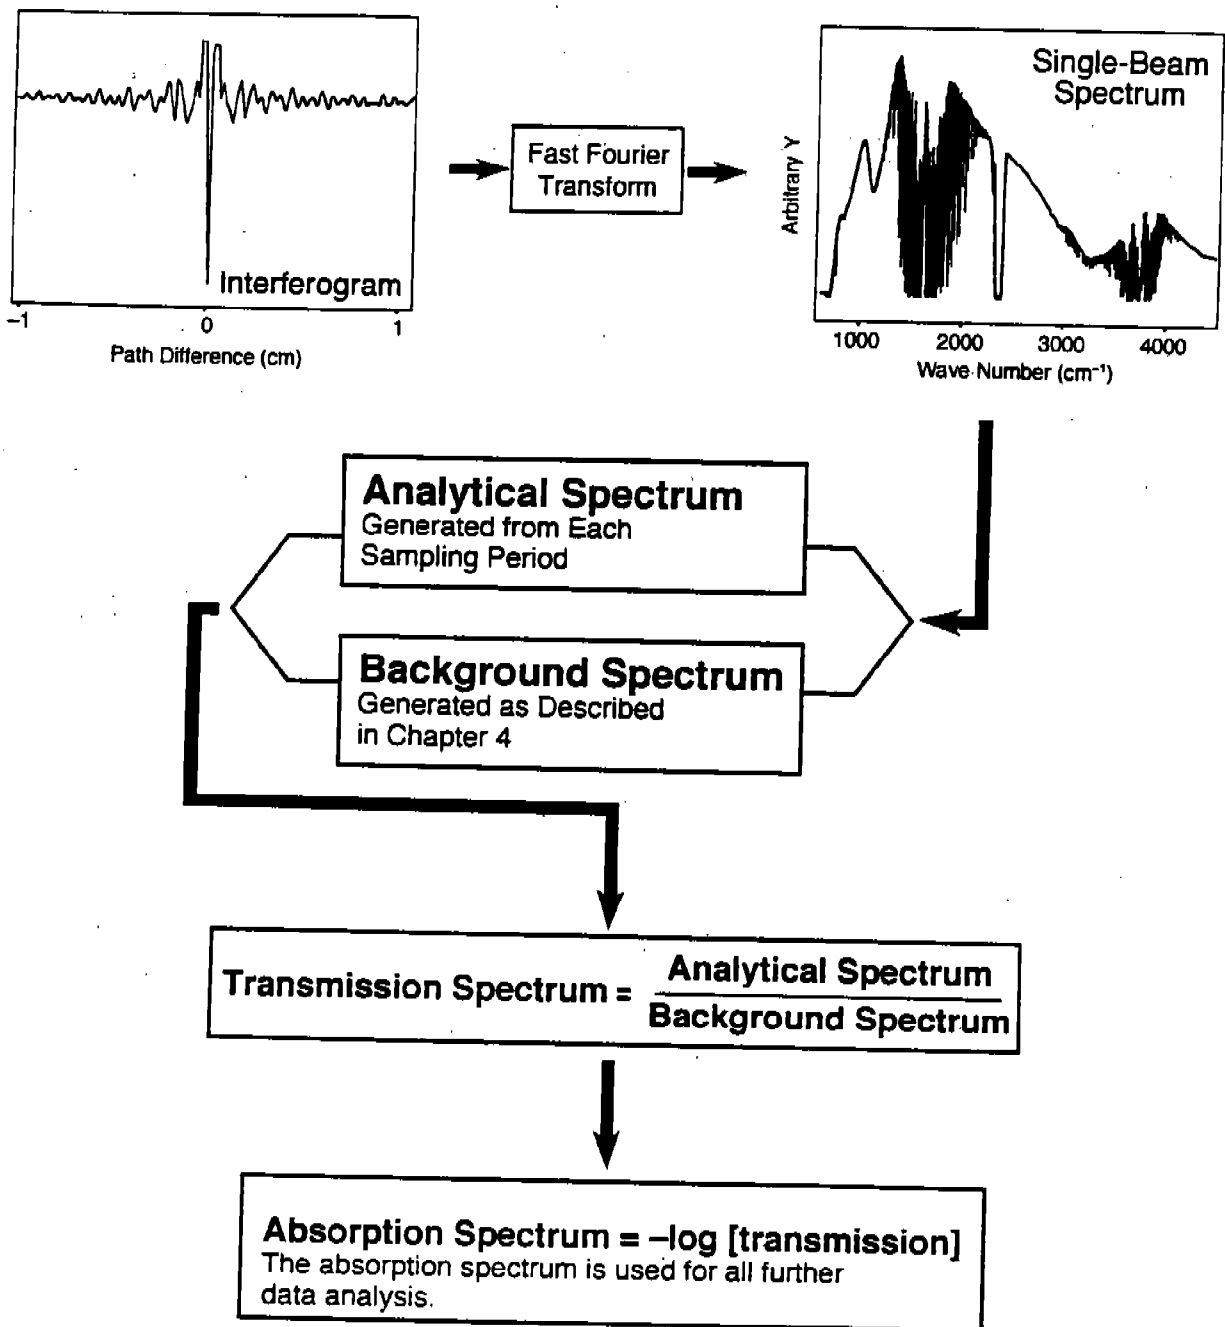 Interferogram
−1
0
1
Path Difference (cm)
Fast Fourier
Transform
Single-Beam
Spectrum
Arbitrary Y
1000
2000
3000
4000
Wave Number (cm⁻¹)
Analytical Spectrum
Generated from Each
Sampling Period
Background Spectrum
Generated as Described
in Chapter 4
Transmission Spectrum = Analytical Spectrum
Background Spectrum
Absorption Spectrum = −log [transmission]
The absorption spectrum is used for all further
data analysis.